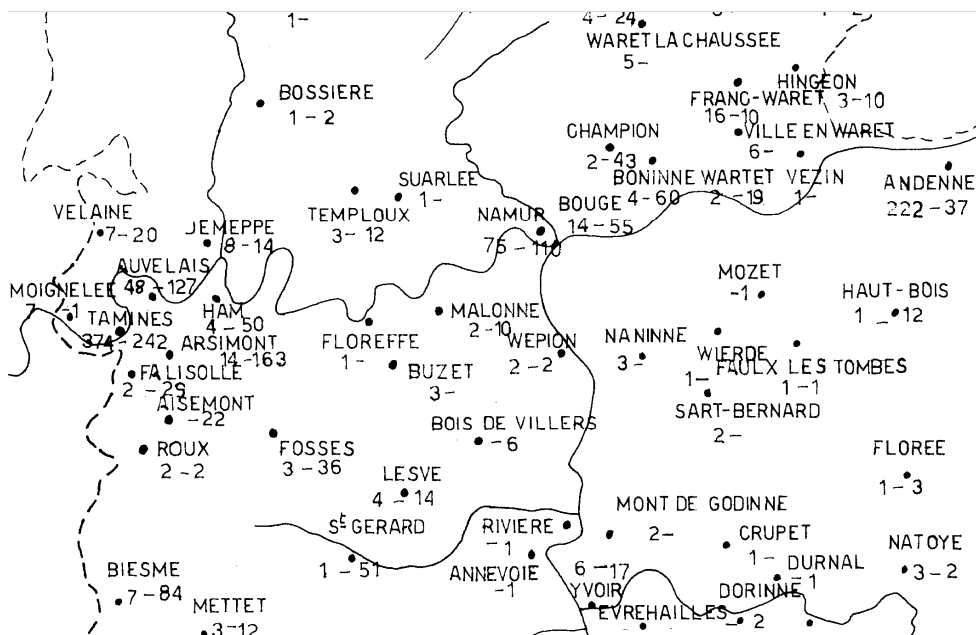 1-
4-24
WARET LA CHAUSSEE
5-
HINGEON
3-10
FRANC-WARET
16-10
BOSSIERE
1-2
CHAMPION
2-43
VILLE EN WARET
6-
SUARLEE
1-
BONINNE
4-60
WARTET
2-19
VEZIN
1-
ANDENNE
222-37
VELAINE
7-20
JEMEPPE
8-14
TEMPLOUX
3-12
NAMUR
75-110
BOUGE
14-55
AUVELAIS
48-127
MOIGNELEE
7-1
MOZET
-1
HAUT-BOIS
1-12
TAMINES
374-242
HAM
4-50
ARSIMONT
14-163
FLOREFFE
1-
MALONNE
2-10
WEPION
2-2
NANINNE
3-
WIERDE
1-
FAULX LES TOMBES
1-1
FALISOLLE
2-29
BUZET
3-
AISEMONT
-22
SART-BERNARD
2-
BOIS DE VILLERS
-6
ROUX
2-2
FOSSES
3-36
LESVE
4-14
FLOREE
1-3
MONT DE GODINNE
2-
St GERARD
1-51
RIVIERE
-1
CRUPET
1-
NATOYE
3-2
ANNEVOIE
-1
DURNAL
-1
BIESME
7-84
6-17
YVOIR
DORINNE
-2
EVREHAILLES
METTET
3-12